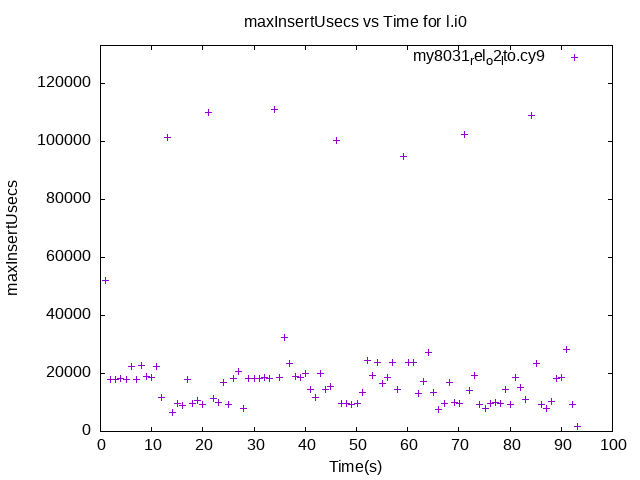 maxInsertUsecs vs Time for l.i0
my8031relo2ito.cy9
120000
100000
80000
60000
40000
20000
0
maxInsertUsecs
0 10 20 30 40 50 60 70 80 90 100
Time(s)